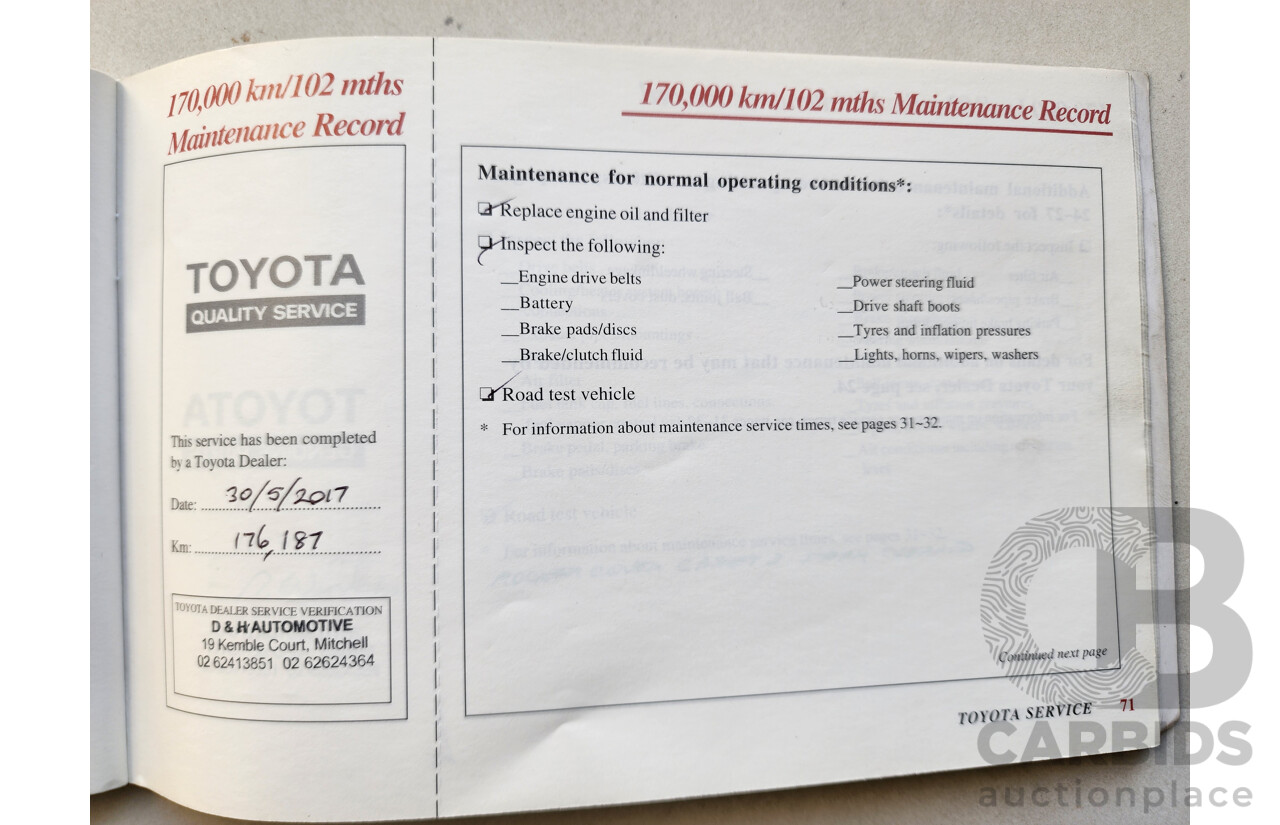 170,000 km/102 mths
Maintenance Record
TOYOTA
QUALITY SERVICE
This service has been completed
by a Toyota Dealer:
Date: 30/5/2017
Km: 176,187
TOYOTA DEALER SERVICE VERIFICATION
D & H AUTOMOTIVE
19 Kemble Court, Mitchell
02 62413851 02 62624364
170,000 km/102 mths Maintenance Record
Maintenance for normal operating conditions*:
Replace engine oil and filter
Inspect the following:
__Engine drive belts
__Battery
__Brake pads/discs
__Brake/clutch fluid
__Power steering fluid
__Drive shaft boots
__Tyres and inflation pressures
__Lights, horns, wipers, washers
Road test vehicle
* For information about maintenance service times, see pages 31~32.
Continued next page
TOYOTA SERVICE 71
CB
CARBIDS
auctionplace